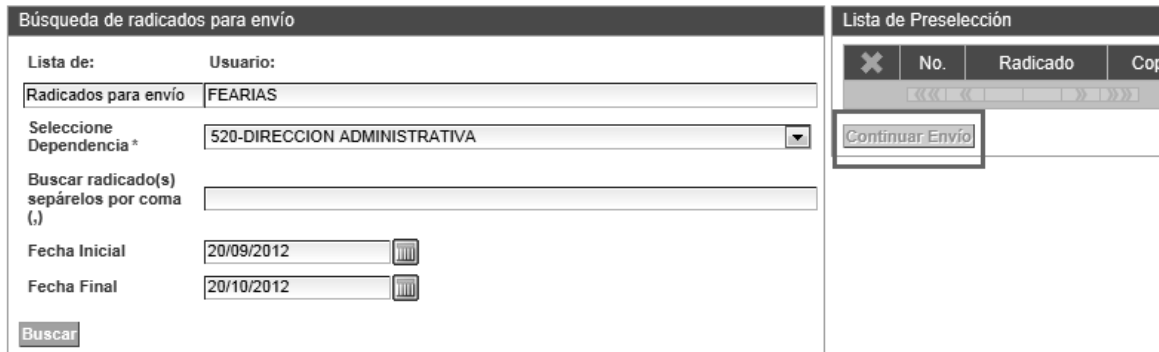 Búsqueda de radicados para envío
Lista de:
Usuario:
Radicados para envío
FEARIAS
Seleccione
Dependencia *
520-DIRECCION ADMINISTRATIVA
Buscar radicado(s)
sepárelos por coma
(,)
Fecha Inicial
20/09/2012
Fecha Final
20/10/2012
Buscar
Lista de Preselección
No.
Radicado
Cop
Continuar Envío